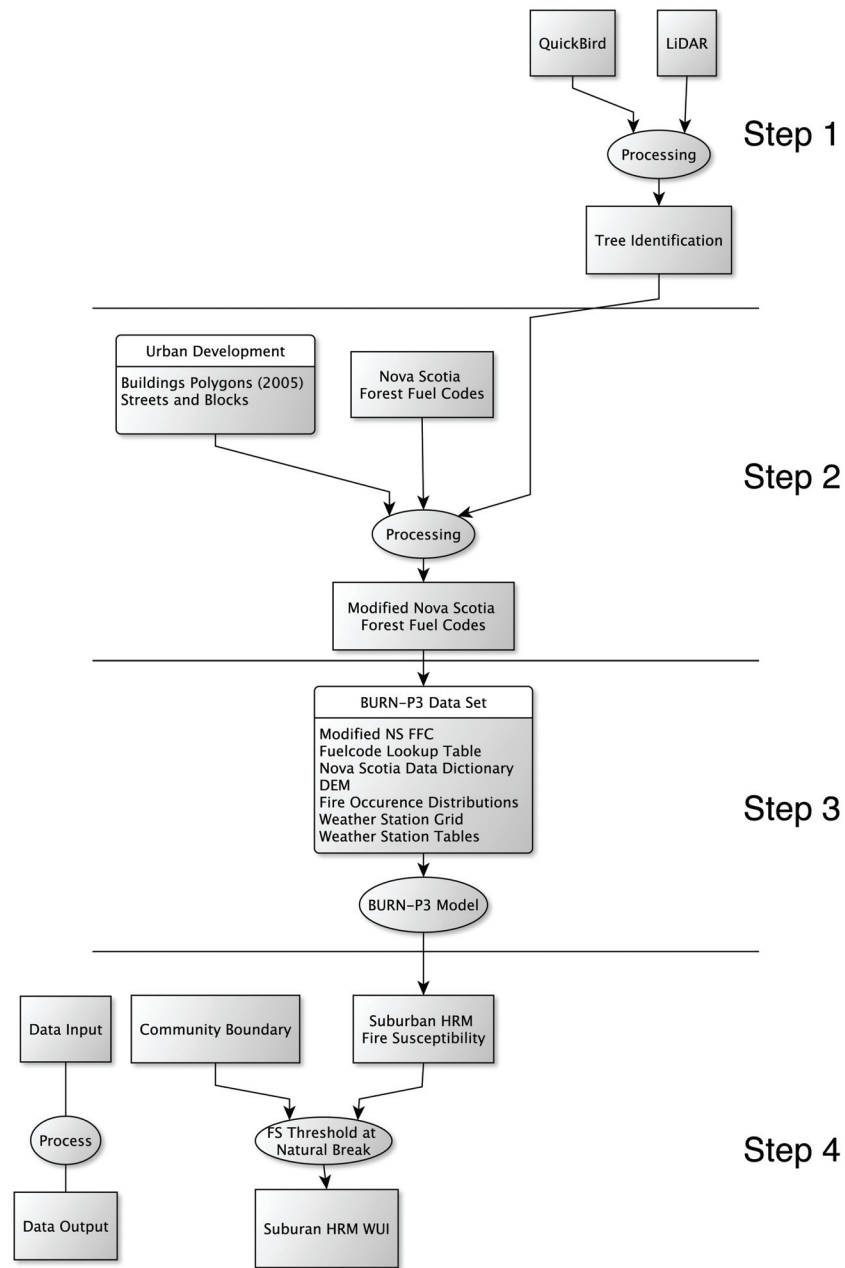 QuickBird
LiDAR
Step 1
Processing
Tree Identification
Urban Development
Buildings Polygons (2005)
Streets and Blocks
Nova Scotia
Forest Fuel Codes
Step 2
Processing
Modified Nova Scotia
Forest Fuel Codes
BURN-P3 Data Set
Modified NS FFC
Fuelcode Lookup Table
Nova Scotia Data Dictionary
DEM
Fire Occurence Distributions
Weather Station Grid
Weather Station Tables
Step 3
BURN-P3 Model
Data Input
Process
Data Output
Community Boundary
Suburban HRM
Fire Susceptibility
FS Threshold at
Natural Break
Step 4
Suburan HRM WUI